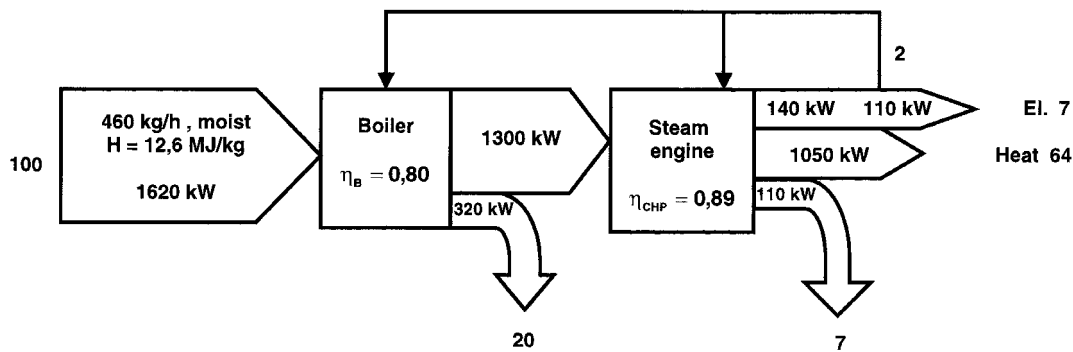 100
460 kg/h , moist
H = 12,6 MJ/kg
1620 kW
Boiler
η_B = 0,80
1300 kW
320 kW
20
Steam
engine
η_CHP = 0,89
2
140 kW 110 kW
El. 7
1050 kW
Heat 64
110 kW
7